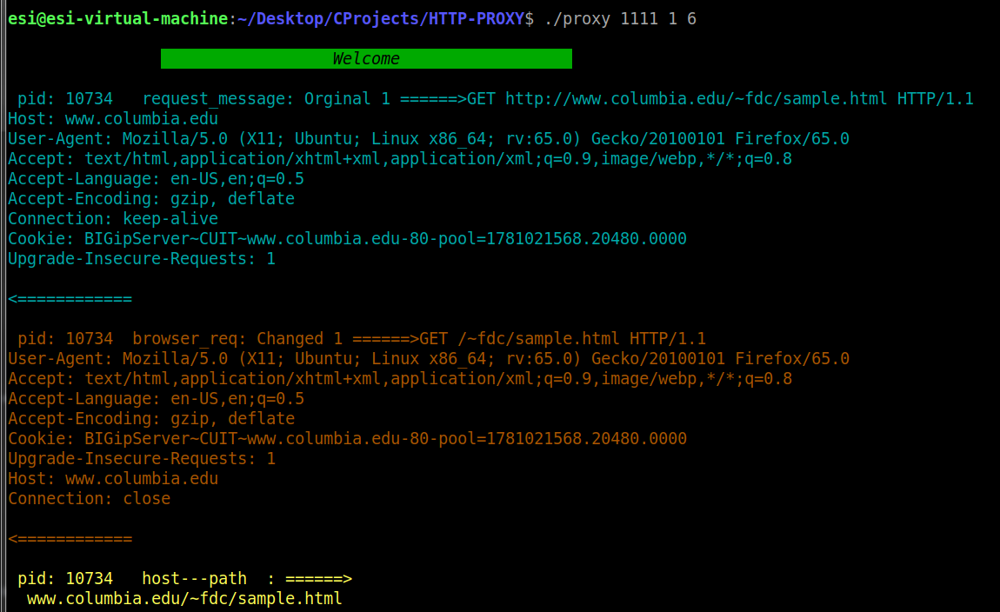 esi@esi-virtual-machine:~/Desktop/CProjects/HTTP-PROXY$ ./proxy 1111 1 6
Welcome
pid: 10734   request_message: Orginal 1 ======>GET http://www.columbia.edu/~fdc/sample.html HTTP/1.1
Host: www.columbia.edu
User-Agent: Mozilla/5.0 (X11; Ubuntu; Linux x86_64; rv:65.0) Gecko/20100101 Firefox/65.0
Accept: text/html,application/xhtml+xml,application/xml;q=0.9,image/webp,*/*;q=0.8
Accept-Language: en-US,en;q=0.5
Accept-Encoding: gzip, deflate
Connection: keep-alive
Cookie: BIGipServer~CUIT~www.columbia.edu-80-pool=1781021568.20480.0000
Upgrade-Insecure-Requests: 1
<============
pid: 10734  browser_req: Changed 1 ======>GET /~fdc/sample.html HTTP/1.1
User-Agent: Mozilla/5.0 (X11; Ubuntu; Linux x86_64; rv:65.0) Gecko/20100101 Firefox/65.0
Accept: text/html,application/xhtml+xml,application/xml;q=0.9,image/webp,*/*;q=0.8
Accept-Language: en-US,en;q=0.5
Accept-Encoding: gzip, deflate
Cookie: BIGipServer~CUIT~www.columbia.edu-80-pool=1781021568.20480.0000
Upgrade-Insecure-Requests: 1
Host: www.columbia.edu
Connection: close
<============
pid: 10734   host---path  : ======>
www.columbia.edu/~fdc/sample.html